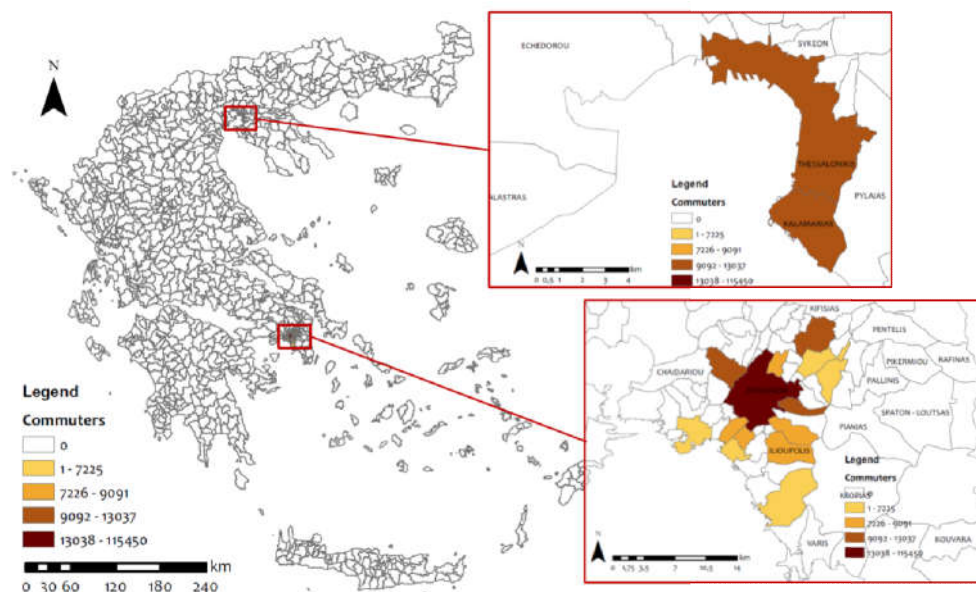 N
Legend
Commuters
0
1 - 7225
7226 - 9091
9092 - 13037
13038 - 115450
km
0 30 60 120 180 240
ECHEDOROU
SYKEON
THESSALONIKIS
PYLAIAS
ALASTRAS
KALAMARIAS
N
Legend
Commuters
0
1 - 7225
7226 - 9091
9092 - 13037
13038 - 115450
km
0 0,5 1 2 3 4
KIFISIAS
PENTELIS
CHAIDARIOU
PIKERMIOU
RAFINAS
PALLINIS
SPATON - LOUTSAS
PIANIAS
ILIOUPOLIS
KROPIAS
VARIS
KOUVARA
N
Legend
Commuters
0
1 - 7225
7226 - 9091
9092 - 13037
13038 - 115450
km